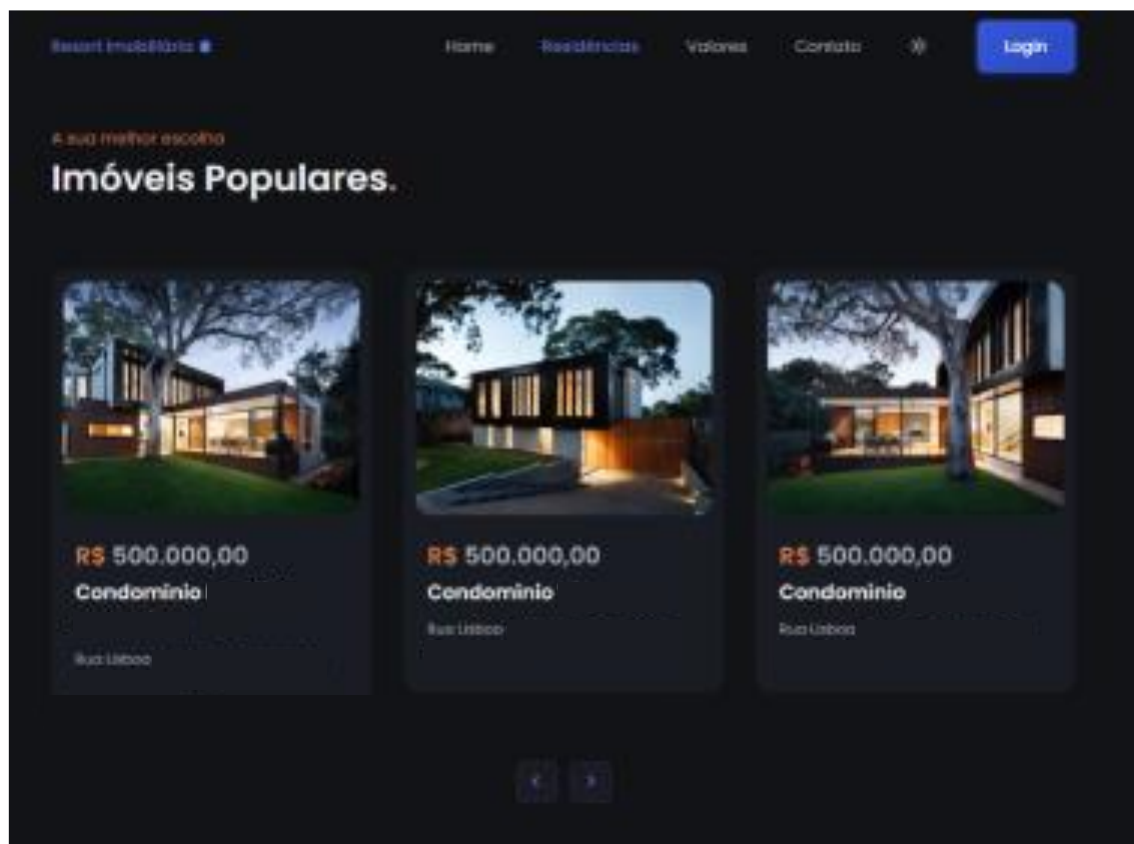 Resort Imobiliária
Home Residências Valores Contato Login
A sua melhor escolha
Imóveis Populares.
R$ 500.000,00
Condominio
Rua Lisboa
R$ 500.000,00
Condominio
Rua Lisboa
R$ 500.000,00
Condominio
Rua Lisboa